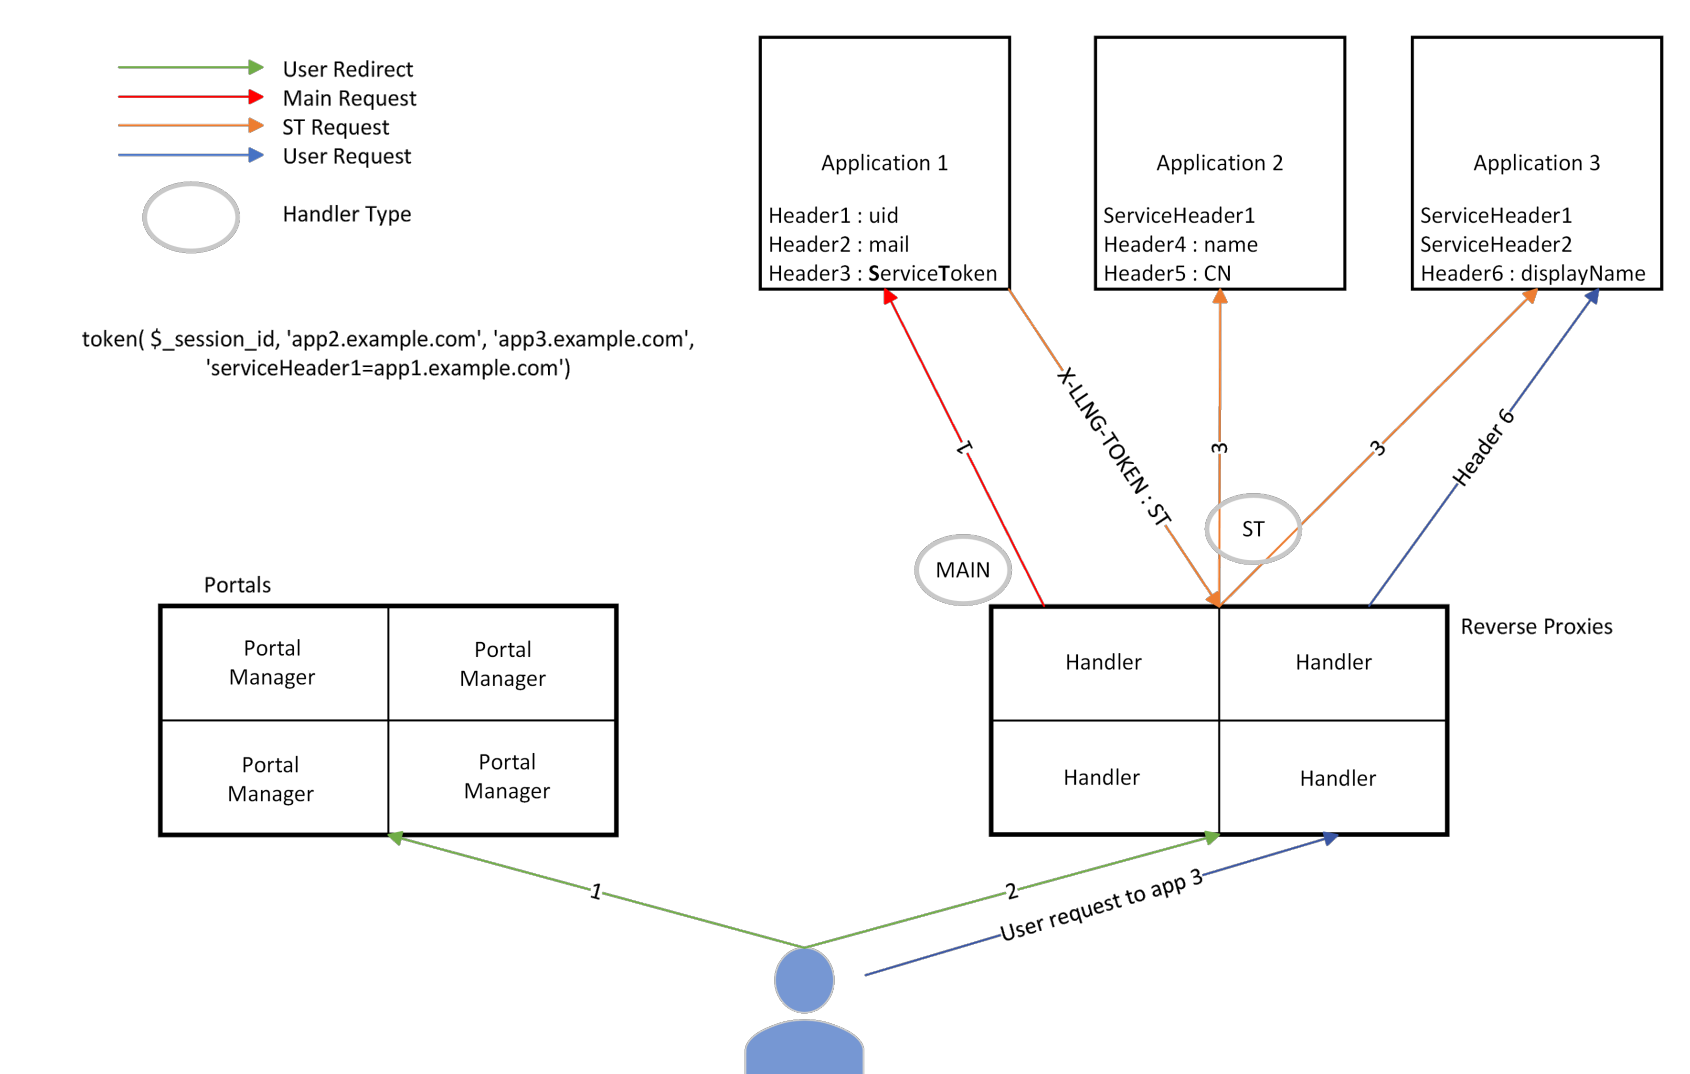 User Redirect
Main Request
ST Request
User Request
Handler Type
token( $_session_id, 'app2.example.com', 'app3.example.com',
'serviceHeader1=app1.example.com')
Application 1
Header1 : uid
Header2 : mail
Header3 : ServiceToken
Application 2
ServiceHeader1
Header4 : name
Header5 : CN
Application 3
ServiceHeader1
ServiceHeader2
Header6 : displayName
1
X-LLNG-TOKEN : ST
3
3
Header 6
MAIN
ST
Portals
Portal
Manager
Portal
Manager
Portal
Manager
Portal
Manager
Reverse Proxies
Handler
Handler
Handler
Handler
1
2
User request to app 3